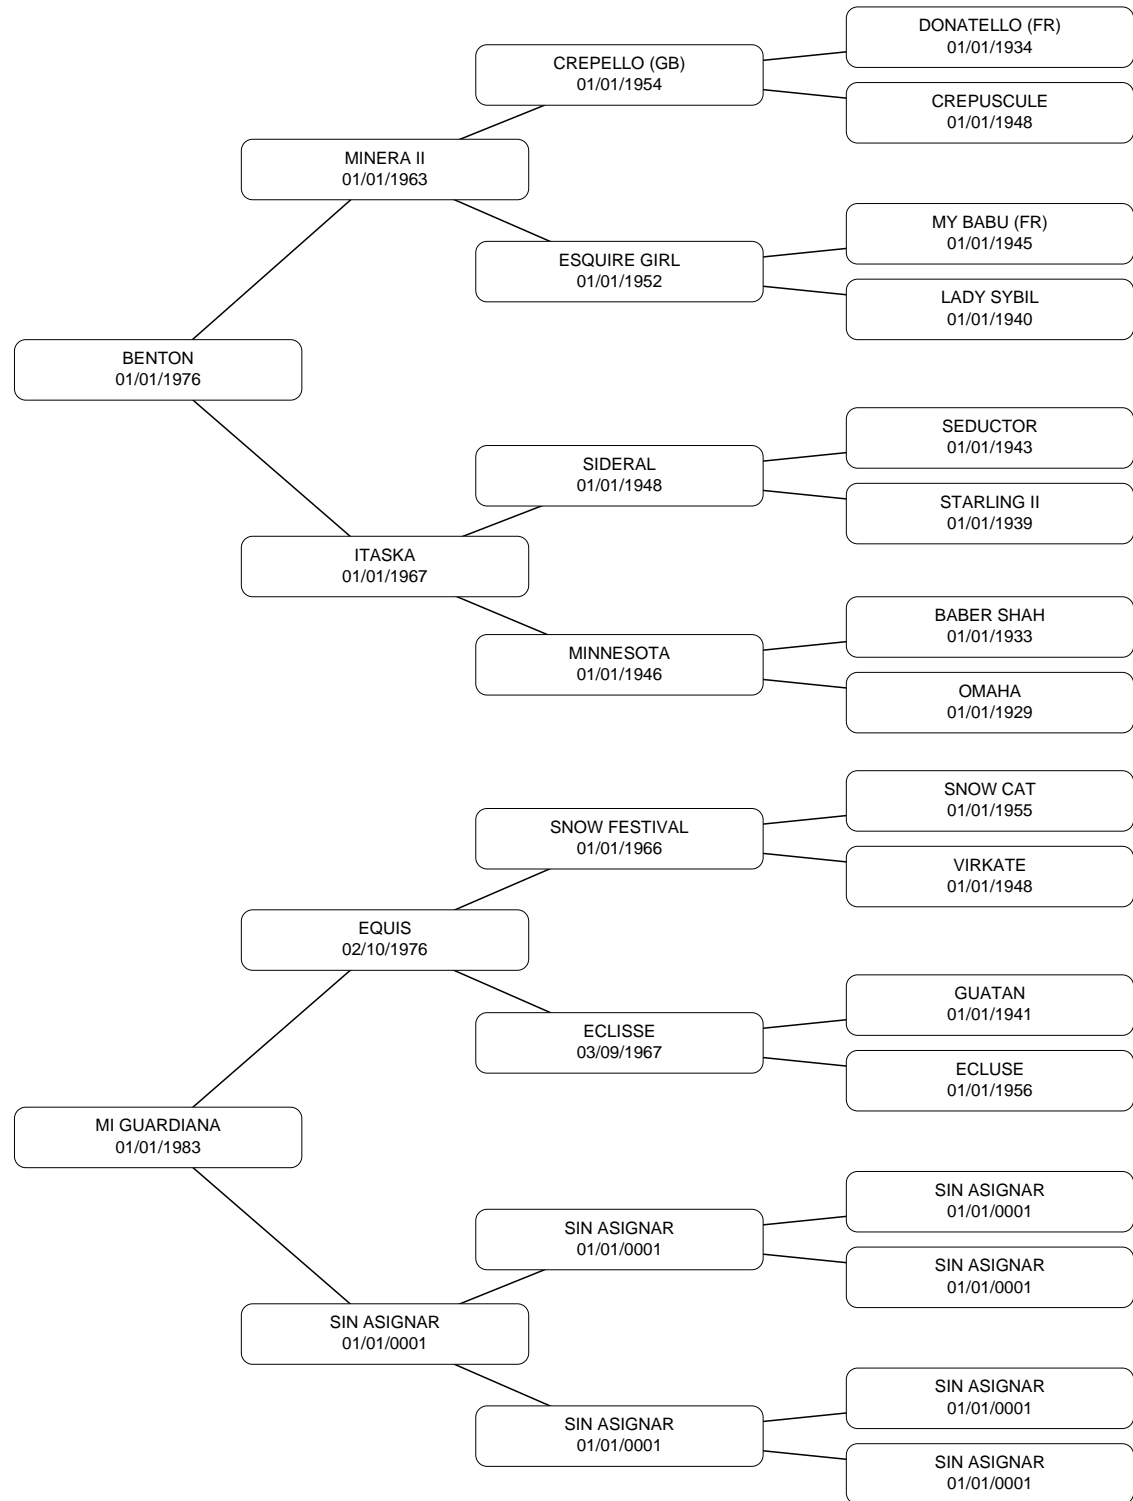 DONATELLO (FR)
01/01/1934
CREPELLO (GB)
01/01/1954
CREPUSCULE
01/01/1948
MINERA II
01/01/1963
MY BABU (FR)
01/01/1945
ESQUIRE GIRL
01/01/1952
LADY SYBIL
01/01/1940
BENTON
01/01/1976
SEDUCTOR
01/01/1943
SIDERAL
01/01/1948
STARLING II
01/01/1939
ITASKA
01/01/1967
BABER SHAH
01/01/1933
MINNESOTA
01/01/1946
OMAHA
01/01/1929
SNOW CAT
01/01/1955
SNOW FESTIVAL
01/01/1966
VIRKATE
01/01/1948
EQUIS
02/10/1976
GUATAN
01/01/1941
ECLISSE
03/09/1967
ECLUSE
01/01/1956
MI GUARDIANA
01/01/1983
SIN ASIGNAR
01/01/0001
SIN ASIGNAR
01/01/0001
SIN ASIGNAR
01/01/0001
SIN ASIGNAR
01/01/0001
SIN ASIGNAR
01/01/0001
SIN ASIGNAR
01/01/0001
SIN ASIGNAR
01/01/0001